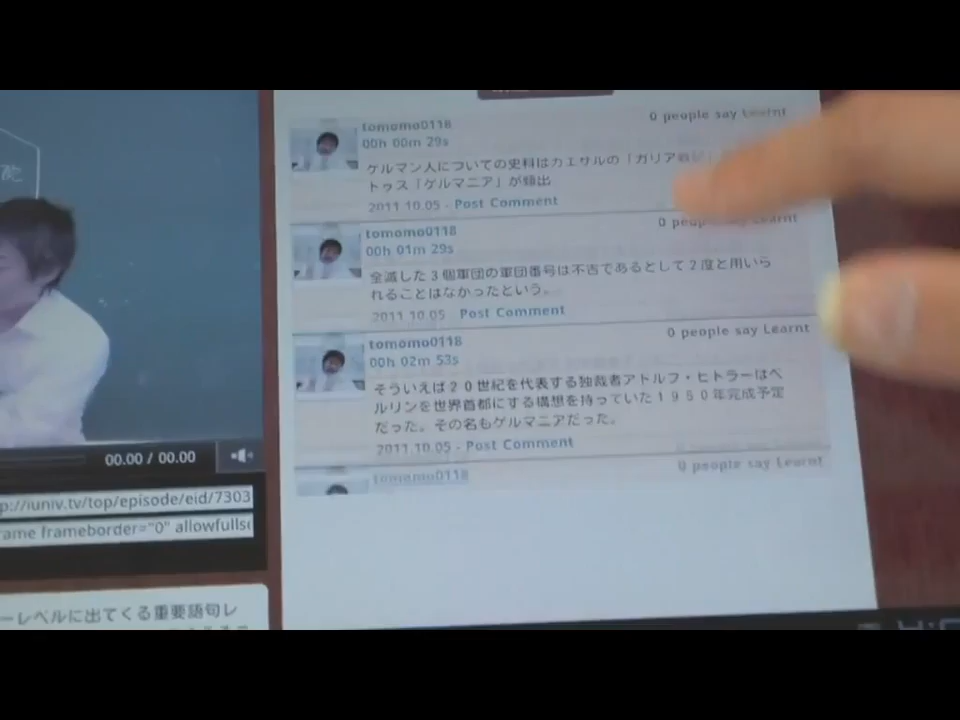 tomomo0118
0 people say Learnt
00h 00m 29s
ゲルマン人についての史料はカエサルの「ガリア戦記」
トゥス「ゲルマニア」が頻出
2011.10.05 - Post Comment
tomomo0118
0 people say Learnt
00h 01m 29s
全滅した３個軍団の軍団番号は不吉であるとして２度と用いら
れることはなかったという。
2011.10.05 - Post Comment
tomomo0118
0 people say Learnt
00h 02m 53s
そういえば２０世紀を代表する独裁者アドルフ・ヒトラーはベ
ルリンを世界首都にする構想を持っていた１９５０年完成予定
だった。その名もゲルマニアだった。
2011.10.05 - Post Comment
tomomo0118
0 people say Learnt
00.00 / 00.00
p://iuniv.tv/top/episode/eid/7303
ame frameborder="0" allowfulls
ーレベルに出てくる重要語句レ